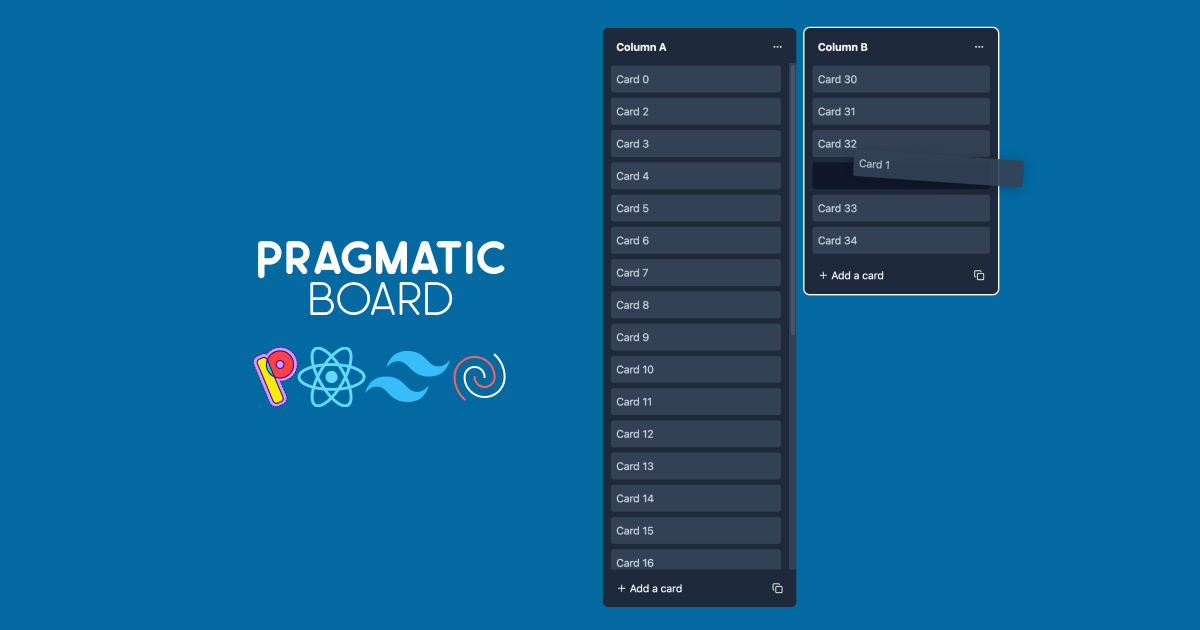 PRAGMATIC
BOARD
Column A
Card 0
Card 2
Card 3
Card 4
Card 5
Card 6
Card 7
Card 8
Card 9
Card 10
Card 11
Card 12
Card 13
Card 14
Card 15
Card 16
+ Add a card
Column B
Card 30
Card 31
Card 32
Card 1
Card 33
Card 34
+ Add a card